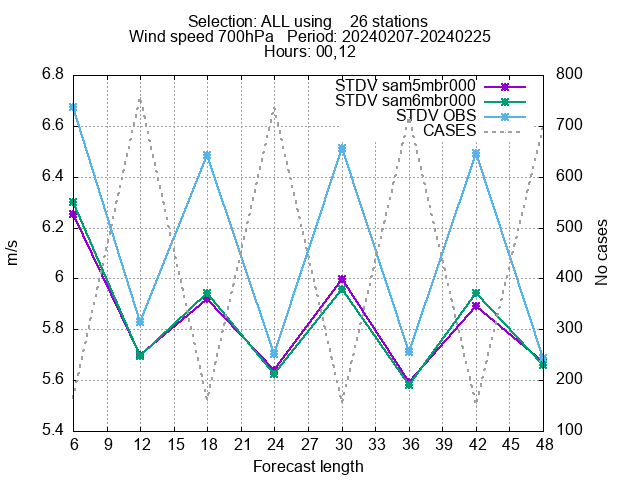 Selection: ALL using    26 stations
Wind speed 700hPa   Period: 20240207-20240225
Hours: 00,12
STDV sam5mbr000
STDV sam6mbr000
STDV OBS
CASES
6.8
6.6
6.4
6.2
6
5.8
5.6
5.4
m/s
800
700
600
500
400
300
200
100
No cases
6 9 12 15 18 21 24 27 30 33 36 39 42 45 48
Forecast length